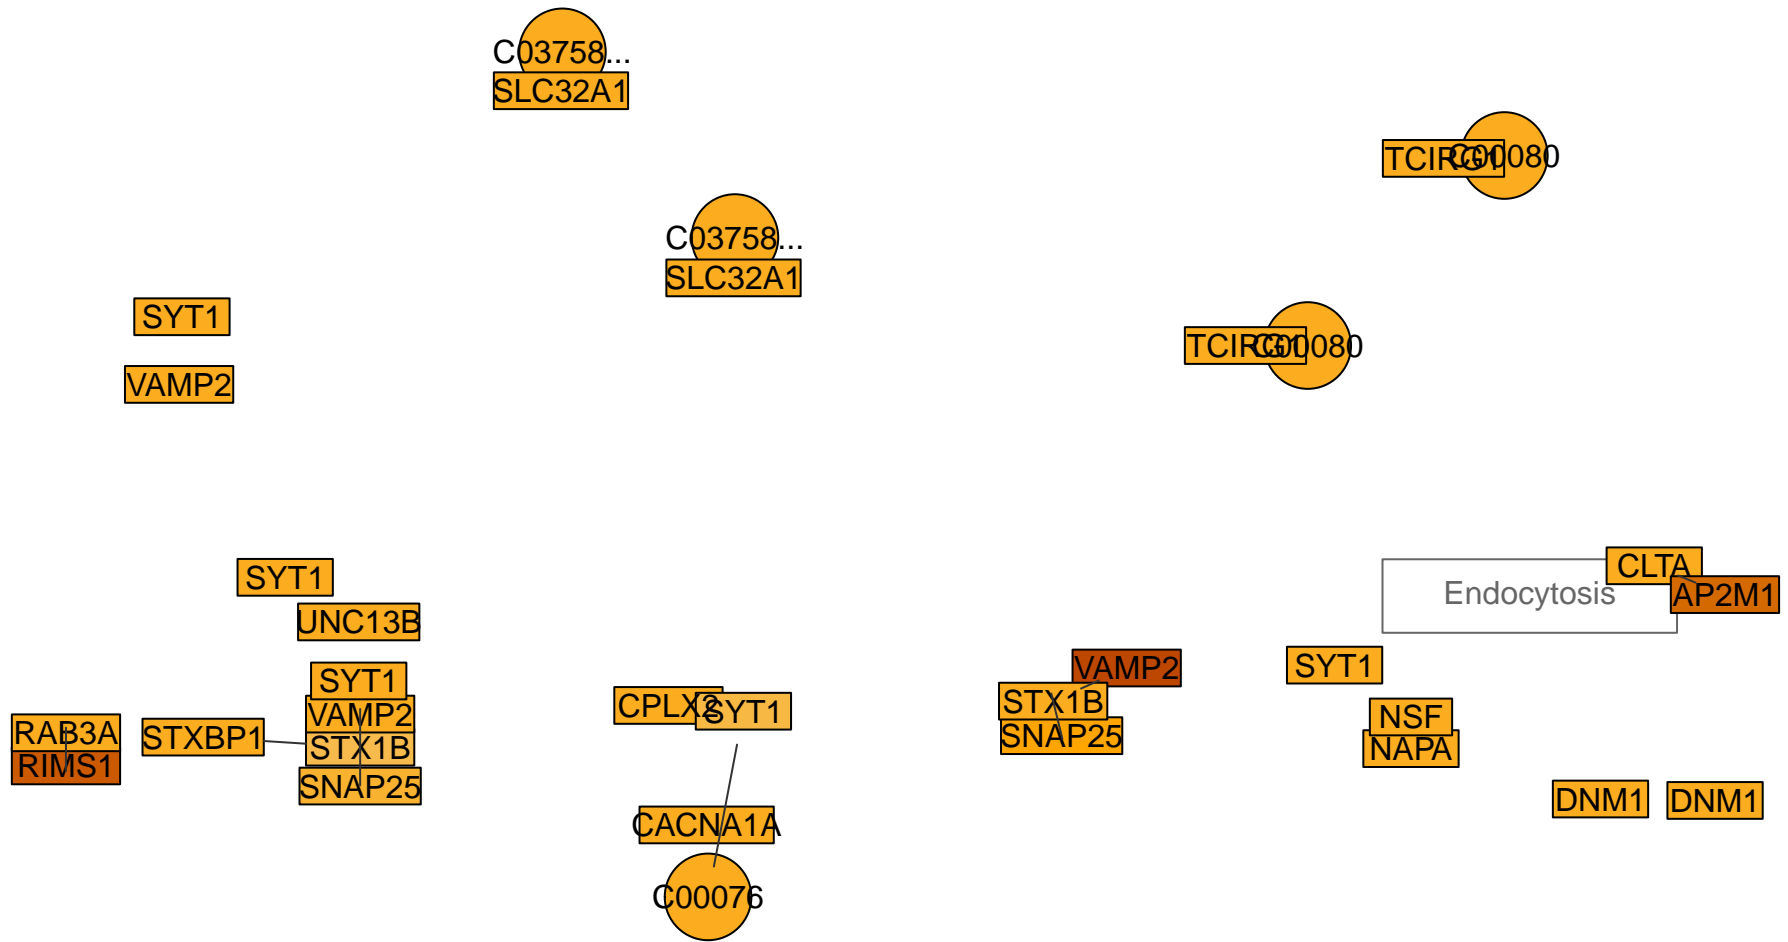 C03758...
SLC32A1
TCIRG1
C00080
C03758...
SLC32A1
SYT1
TCIRG1
C00080
VAMP2
SYT1
UNC13B
CLTA
Endocytosis
AP2M1
SYT1
VAMP2
STX1B
SNAP25
RAB3A
RIMS1
STXBP1
CPLX2
SYT1
VAMP2
STX1B
SNAP25
SYT1
NSF
NAPA
DNM1
DNM1
CACNA1A
C00076